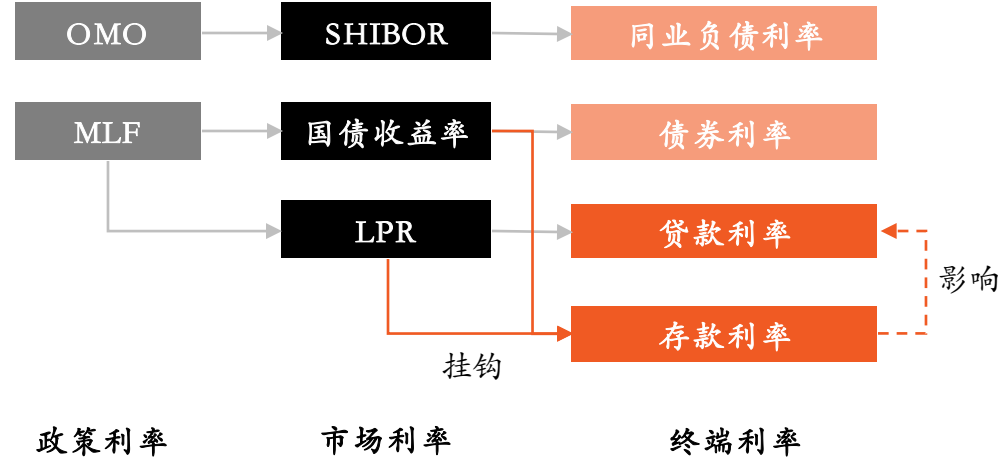 OMO
SHIBOR
同业负债利率
MLF
国债收益率
债券利率
LPR
贷款利率
影响
存款利率
挂钩
政策利率
市场利率
终端利率